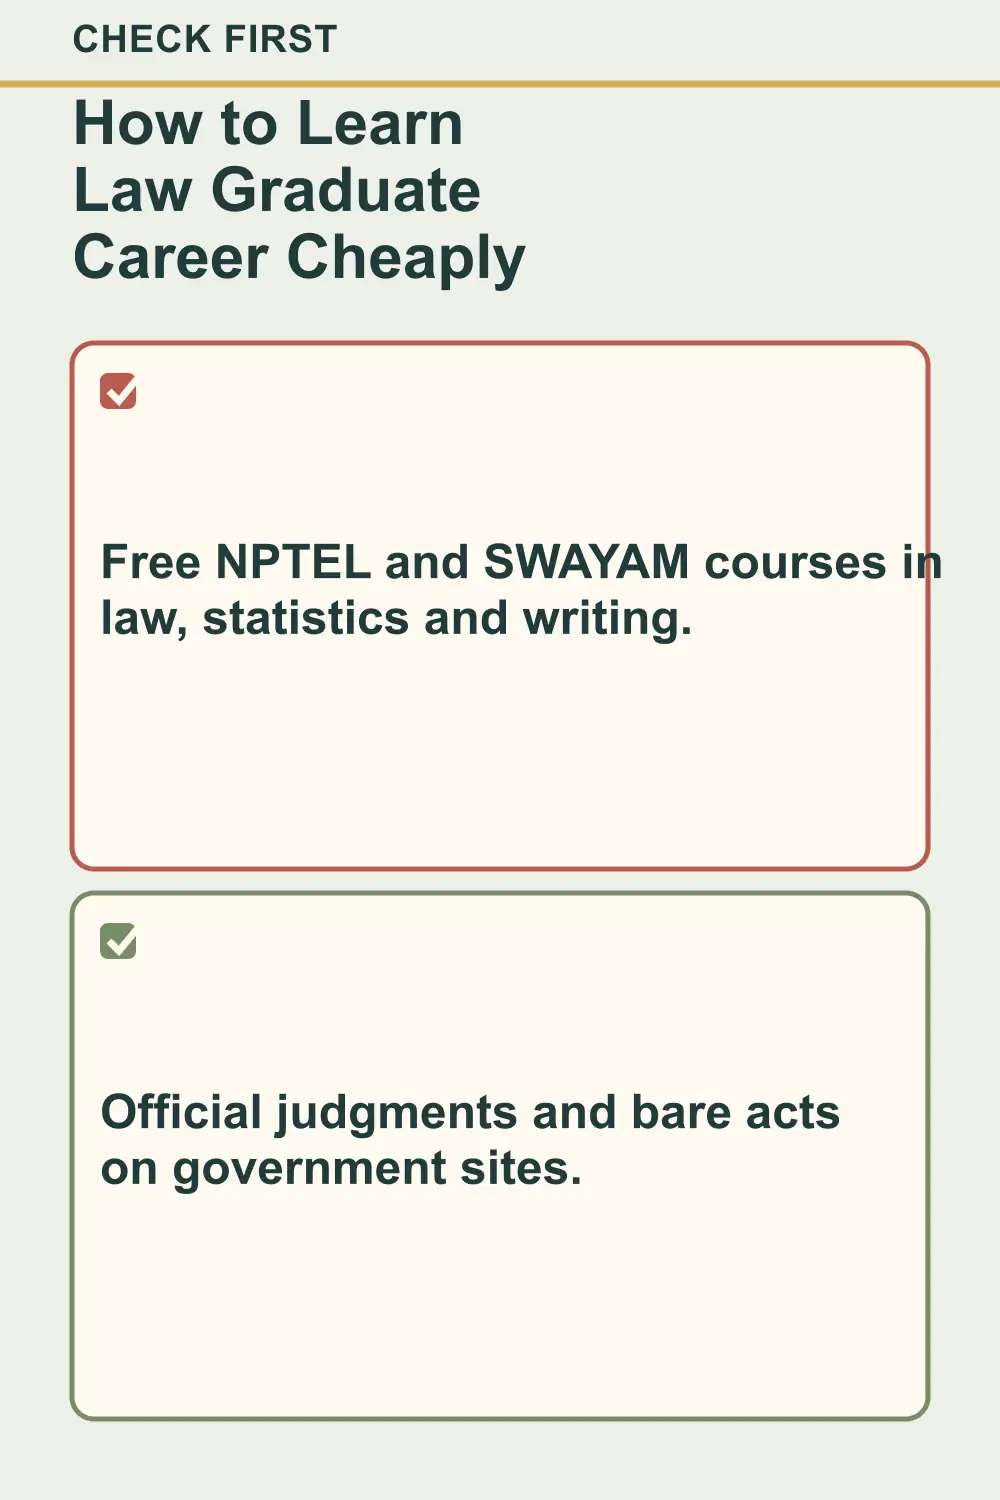 CHECK FIRST
How to Learn
Law Graduate
Career Cheaply
Free NPTEL and SWAYAM courses in
law, statistics and writing.
Official judgments and bare acts
on government sites.